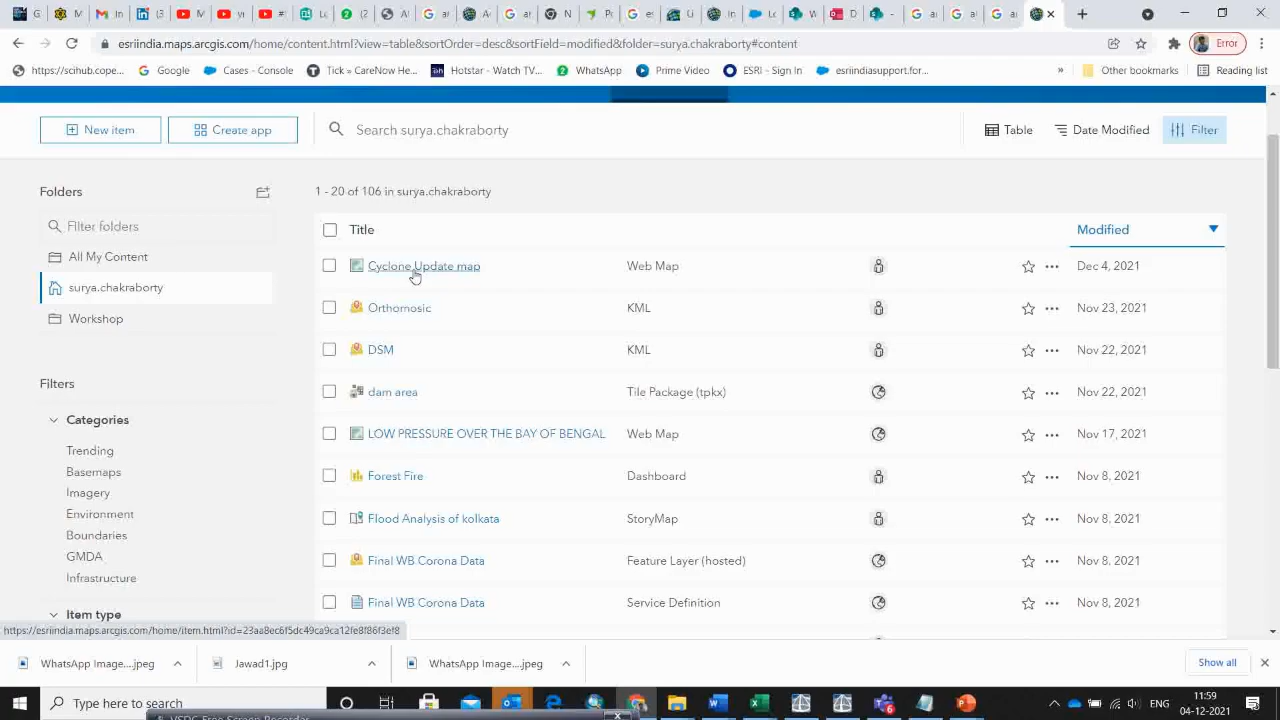 esriindia.maps.arcgis.com/home/content.html?view=table&sortOrder=desc&sortField=modified&folder=surya.chakraborty#content
Error
https://scihub.cope...
Google
Cases - Console
Tick » CareNow He...
Hotstar - Watch TV...
WhatsApp
Prime Video
ESRI - Sign In
esriindiasupport.for...
»
Other bookmarks
Reading list
New item
Create app
Search surya.chakraborty
Table
Date Modified
Filter
Folders
1 - 20 of 106 in surya.chakraborty
Filter folders
Title
Modified
All My Content
Cyclone Update map Web Map Dec 4, 2021
surya.chakraborty
Orthomosic KML Nov 23, 2021
Workshop
DSM KML Nov 22, 2021
Filters
dam area Tile Package (tpkx) Nov 22, 2021
Categories
LOW PRESSURE OVER THE BAY OF BENGAL Web Map Nov 17, 2021
Trending
Basemaps
Forest Fire Dashboard Nov 8, 2021
Imagery
Environment
Flood Analysis of kolkata StoryMap Nov 8, 2021
Boundaries
GMDA
Final WB Corona Data Feature Layer (hosted) Nov 8, 2021
Infrastructure
Final WB Corona Data Service Definition Nov 8, 2021
Item type
https://esriindia.maps.arcgis.com/home/item.html?id=23aa8ec6f5dc49ca9ca12fe8f86f3ef8
WhatsApp Image....jpeg
Jawad1.jpg
WhatsApp Image....jpeg
Show all
Type here to search
ENG
11:59
04-12-2021
VSDC Free Screen Recorder